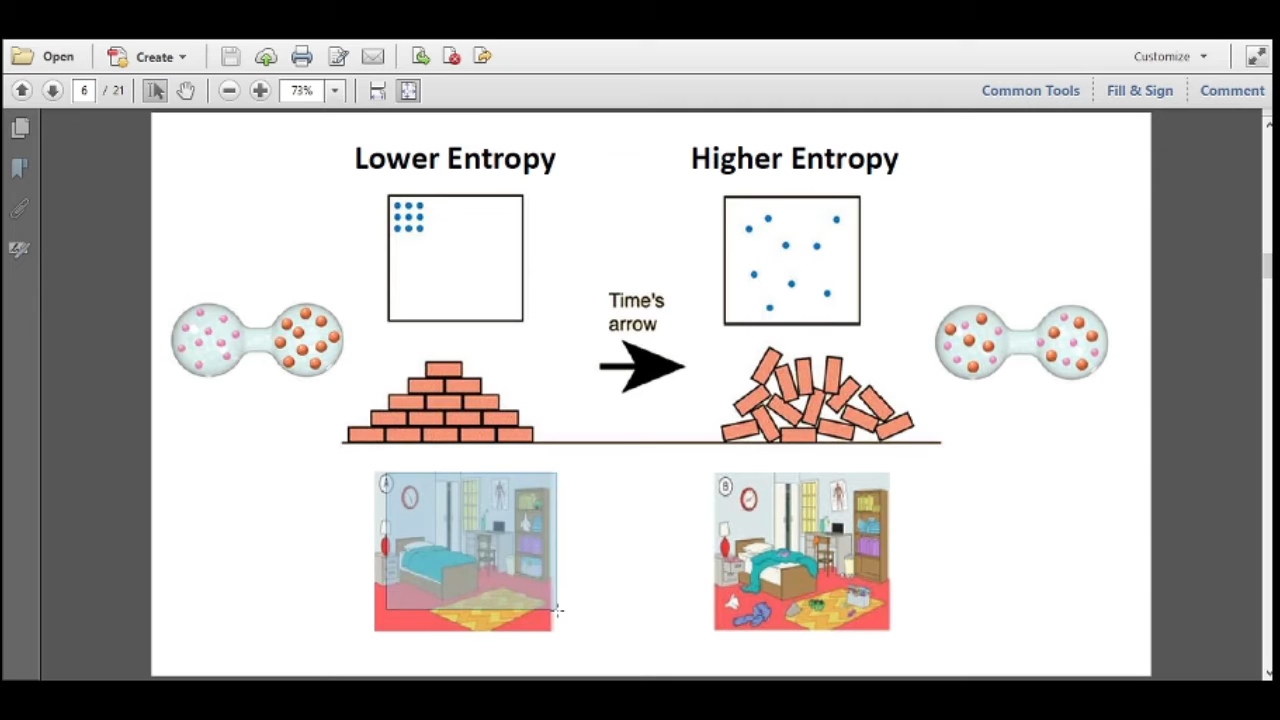 Open
Create
Customize
6 / 21
73%
Common Tools
Fill & Sign
Comment
Lower Entropy
Higher Entropy
Time's
arrow
A
B